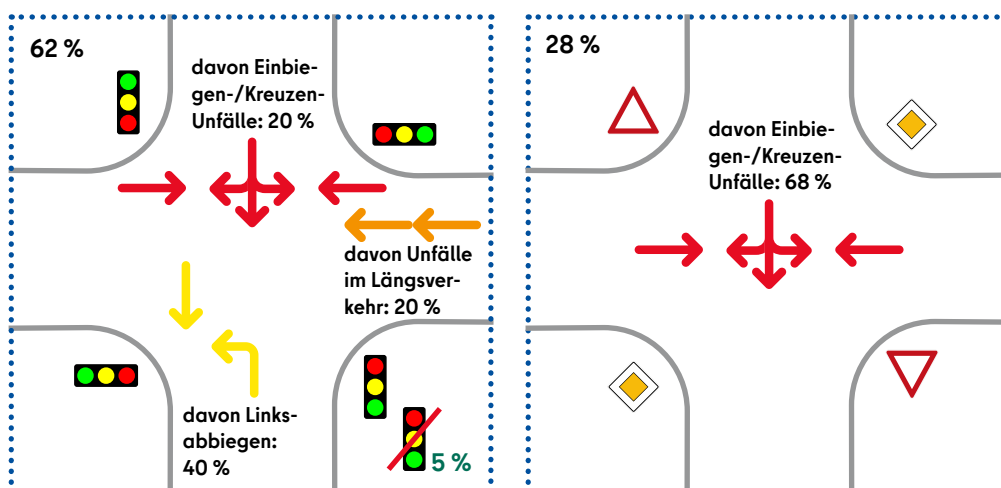 62 %
davon Einbie-
gen-/Kreuzen-
Unfälle: 20 %
davon Unfälle
im Längsver-
kehr: 20 %
davon Links-
abbiegen:
40 %
5 %
28 %
davon Einbie-
gen-/Kreuzen-
Unfälle: 68 %